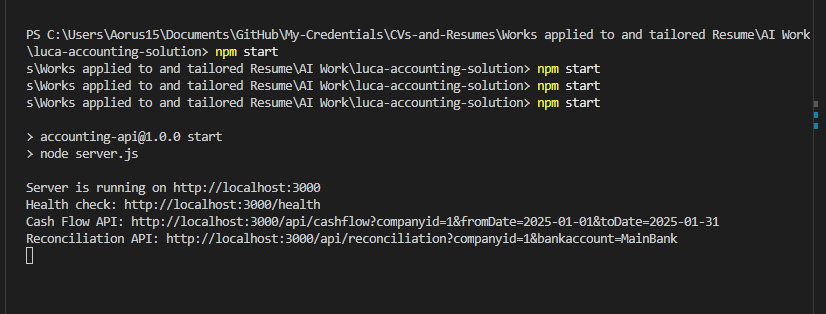 PS C:\Users\Aorus15\Documents\GitHub\My-Credentials\CVs-and-Resumes\Works applied to and tailored Resume\AI Work
\luca-accounting-solution> npm start
s\Works applied to and tailored Resume\AI Work\luca-accounting-solution> npm start
s\Works applied to and tailored Resume\AI Work\luca-accounting-solution> npm start
s\Works applied to and tailored Resume\AI Work\luca-accounting-solution> npm start
> accounting-api@1.0.0 start
> node server.js
Server is running on http://localhost:3000
Health check: http://localhost:3000/health
Cash Flow API: http://localhost:3000/api/cashflow?companyid=1&fromDate=2025-01-01&toDate=2025-01-31
Reconciliation API: http://localhost:3000/api/reconciliation?companyid=1&bankaccount=MainBank